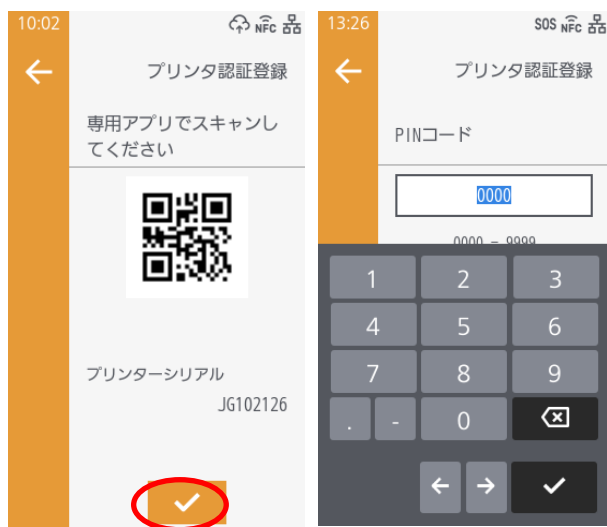 10:02 NFC
プリンタ認証登録
専用アプリでスキャンし
てください
プリンターシリアル
JG102126
13:26 SOS NFC
プリンタ認証登録
PINコード
0000
0000 - 9999
1 2 3
4 5 6
7 8 9
. - 0